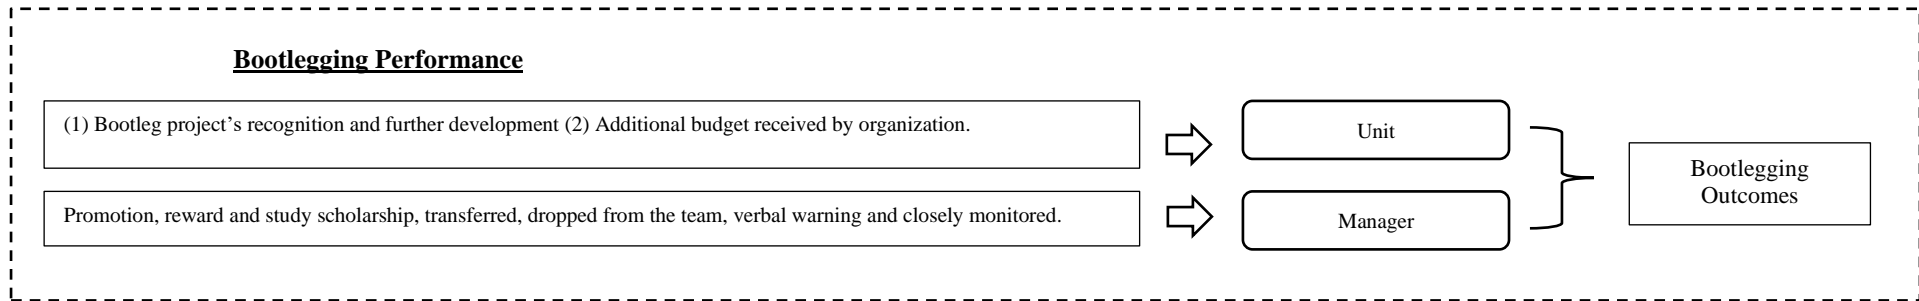 Bootlegging Performance
(1) Bootleg project’s recognition and further development (2) Additional budget received by organization.
Unit
Promotion, reward and study scholarship, transferred, dropped from the team, verbal warning and closely monitored.
Manager
Bootlegging
Outcomes